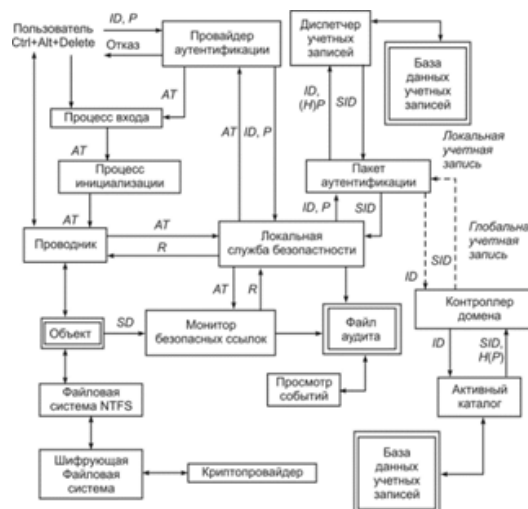 Пользователь
Ctrl+Alt+Delete
ID, P
Отказ
Провайдер
аутентификации
Диспетчер
учетных
записей
База
данных
учетных
записей
AT
Процесс входа
AT
Процесс
инициализации
AT
AT
ID, P
ID,
(H)P
SID
Локальная
учетная
запись
Пакет
аутентификации
ID, P
SID
Проводник
AT
R
Локальная
служба безопастности
Глобальная
учетная
запись
SID
ID
AT
R
Объект
SD
Монитор
безопасных ссылок
Файл
аудита
Контроллер
домена
ID
SID,
H(P)
Просмотр
событий
Активный
каталог
Файловая
система NTFS
Шифрующая
Файловая
система
Криптопровайдер
База
данных
учетных
записей